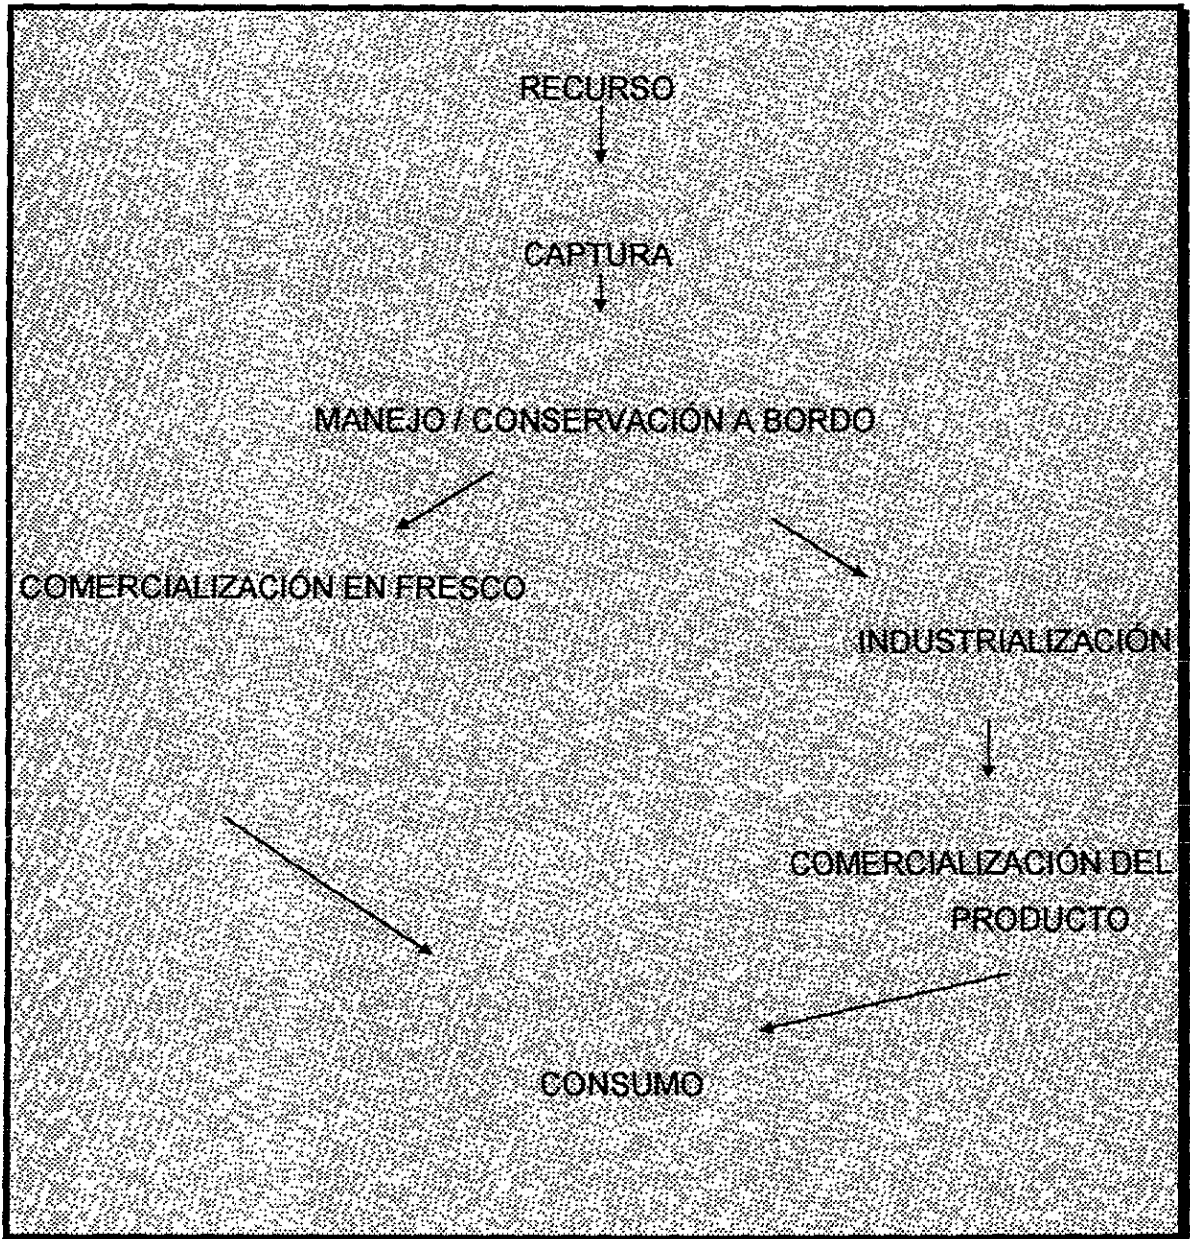 RECURSO
CAPTURA
MANEJO / CONSERVACIÓN A BORDO
COMERCIALIZACIÓN EN FRESCO
INDUSTRIALIZACIÓN
COMERCIALIZACIÓN DEL
PRODUCTO
CONSUMO